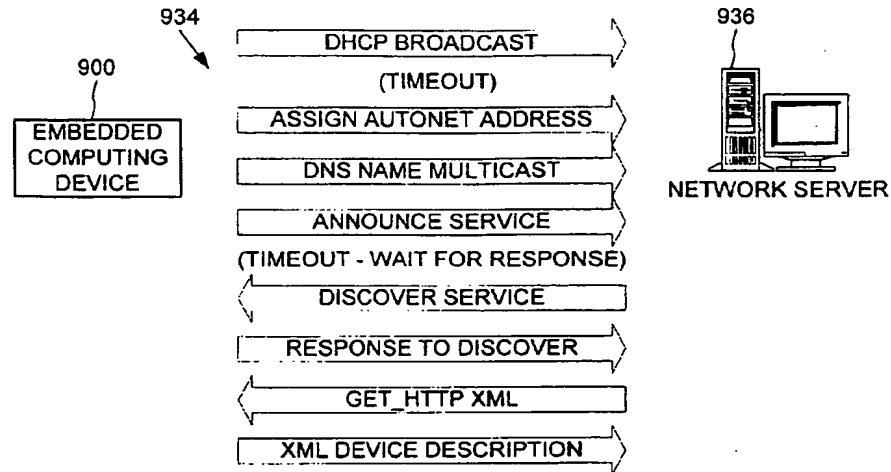 934
936
DHCP BROADCAST
900
(TIMEOUT)
EMBEDDED
COMPUTING
DEVICE
ASSIGN AUTONET ADDRESS
DNS NAME MULTICAST
NETWORK SERVER
ANNOUNCE SERVICE
(TIMEOUT - WAIT FOR RESPONSE)
DISCOVER SERVICE
RESPONSE TO DISCOVER
GET_HTTP XML
XML DEVICE DESCRIPTION